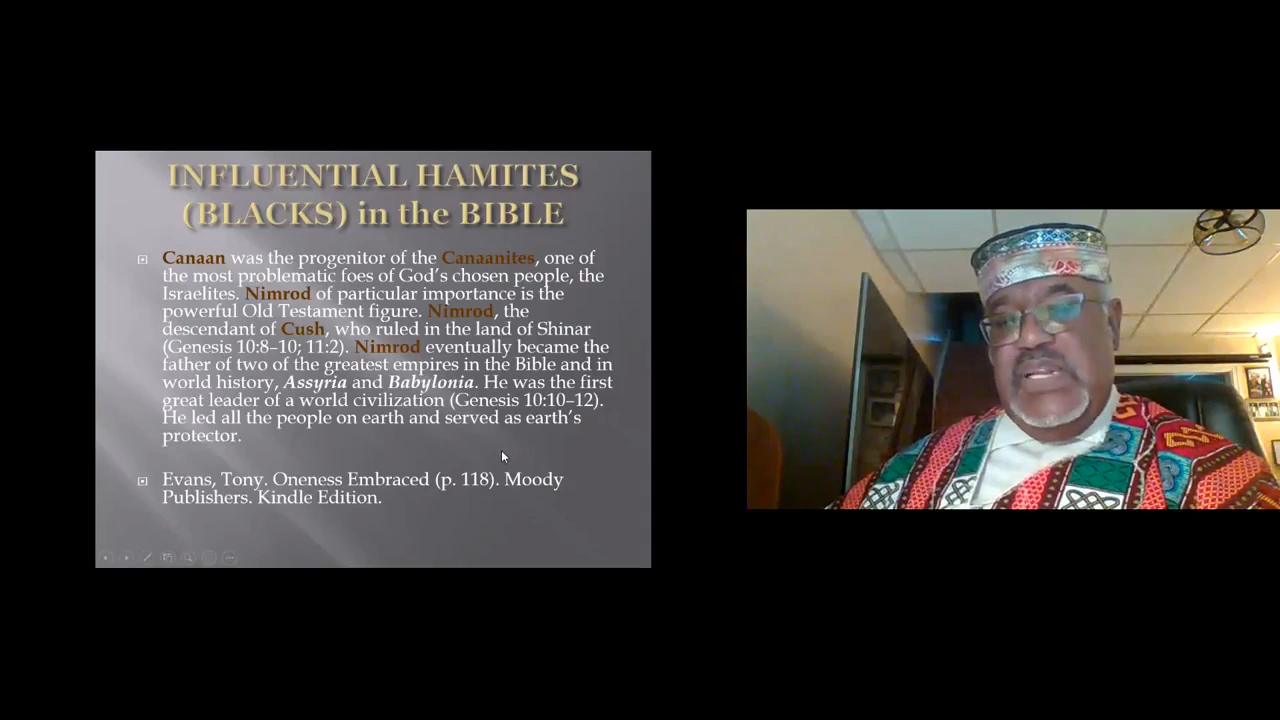 INFLUENTIAL HAMITES
(BLACKS) in the BIBLE
Canaan was the progenitor of the Canaanites, one of
the most problematic foes of God's chosen people, the
Israelites. Nimrod of particular importance is the
powerful Old Testament figure. Nimrod, the
descendant of Cush, who ruled in the land of Shinar
(Genesis 10:8–10; 11:2). Nimrod eventually became the
father of two of the greatest empires in the Bible and in
world history, Assyria and Babylonia. He was the first
great leader of a world civilization (Genesis 10:10–12).
He led all the people on earth and served as earth's
protector.
Evans, Tony. Oneness Embraced (p. 118). Moody
Publishers. Kindle Edition.